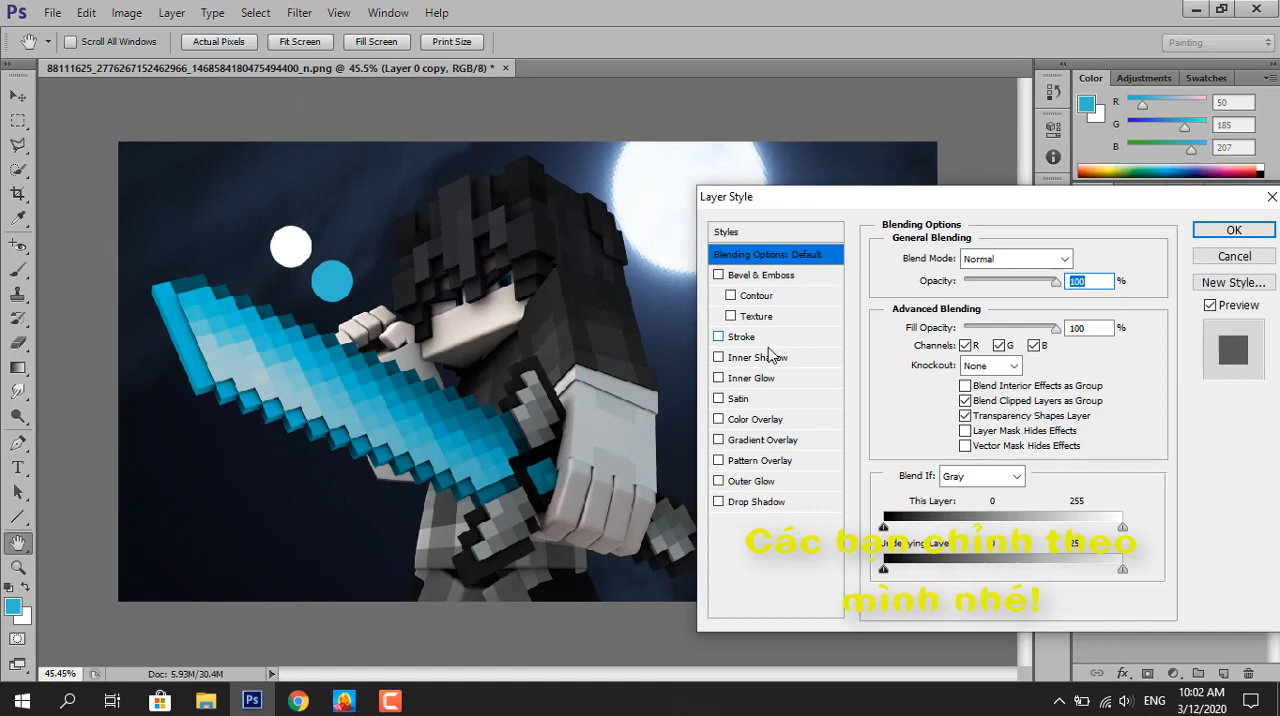 Ps File Edit Image Layer Type Select Filter View Window Help
Scroll All Windows Actual Pixels Fit Screen Fill Screen Print Size Painting
88111625_2776267152462966_1468584180475494400_n.png @ 45.5% (Layer 0 copy, RGB/8) * ×
Color Adjustments Swatches
R 50
G 185
B 207
Layer Style
Styles
Blending Options: Default
Bevel & Emboss
Contour
Texture
Stroke
Inner Shadow
Inner Glow
Satin
Color Overlay
Gradient Overlay
Pattern Overlay
Outer Glow
Drop Shadow
Blending Options
General Blending
Blend Mode: Normal
Opacity: 100 %
Advanced Blending
Fill Opacity: 100 %
Channels: R G B
Knockout: None
Blend Interior Effects as Group
Blend Clipped Layers as Group
Transparency Shapes Layer
Layer Mask Hides Effects
Vector Mask Hides Effects
Blend If: Gray
This Layer: 0 255
Underlying Layer:
OK
Cancel
New Style...
Preview
Các bạn chỉnh theo
mình nhé!
45.45% Doc: 5.93M/30.4M
fx
Ps
ENG
10:02 AM
3/12/2020